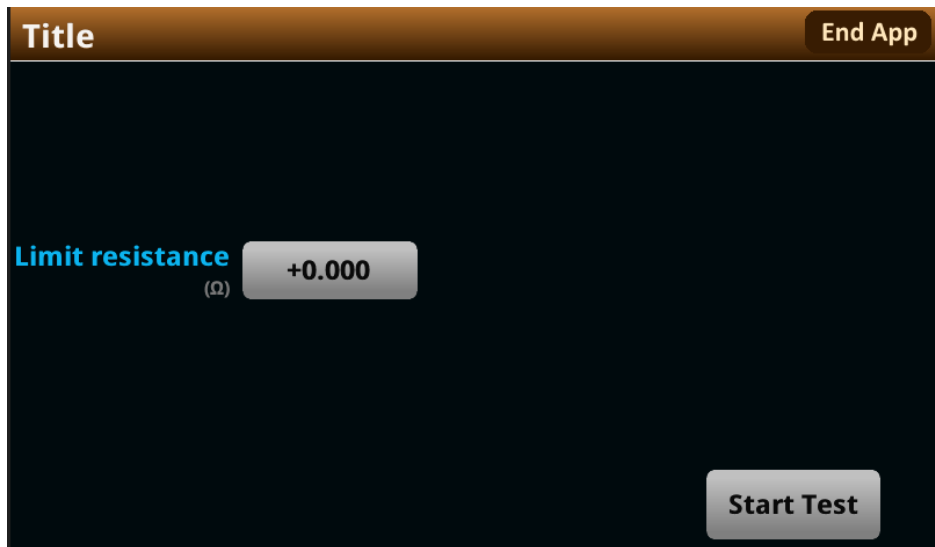 Title
End App
Limit resistance
(Ω)
+0.000
Start Test